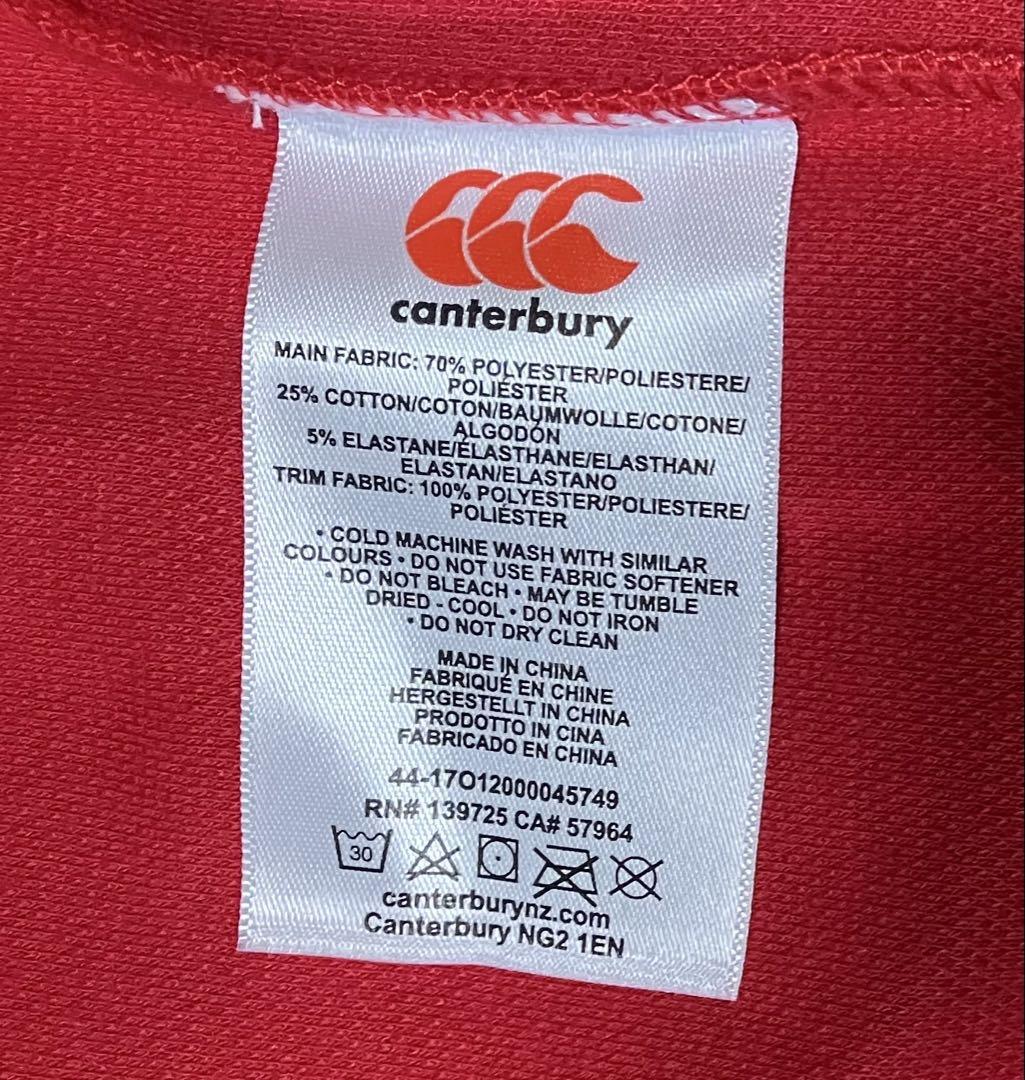 canterbury
MAIN FABRIC: 70% POLYESTER/POLIESTERE/
POLIÉSTER
25% COTTON/COTON/BAUMWOLLE/COTONE/
ALGODÓN
5% ELASTANE/ÉLASTHANE/ELASTHAN/
ELASTAN/ELASTANO
TRIM FABRIC: 100% POLYESTER/POLIESTERE/
POLIÉSTER
• COLD MACHINE WASH WITH SIMILAR
COLOURS • DO NOT USE FABRIC SOFTENER
• DO NOT BLEACH • MAY BE TUMBLE
DRIED - COOL • DO NOT IRON
• DO NOT DRY CLEAN
MADE IN CHINA
FABRIQUÉ EN CHINE
HERGESTELLT IN CHINA
PRODOTTO IN CINA
FABRICADO EN CHINA
44-17O12000045749
RN# 139725 CA# 57964
30
canterburynz.com
Canterbury NG2 1EN